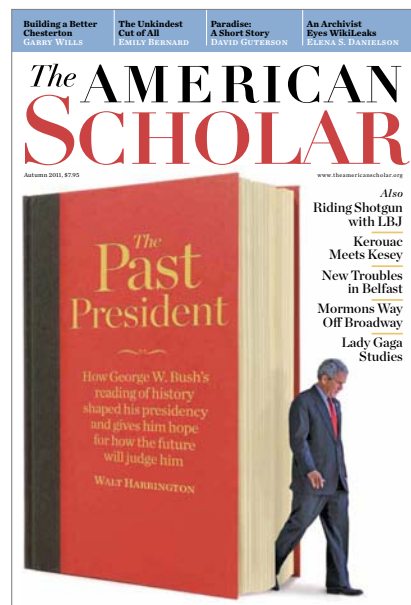 Building a Better
Chesterton
Garry Wills
The Unkindest
Cut of All
Emily Bernard
Paradise:
A Short Story
David Guterson
An Archivist
Eyes WikiLeaks
Elena S. Danielson
The AMERICAN
SCHOLAR
Autumn 2011, $7.95
www.theamericanscholar.org
Also
Riding Shotgun
with LBJ
Kerouac
Meets Kesey
New Troubles
in Belfast
Mormons Way
Off Broadway
Lady Gaga
Studies
The
Past
President
How George W. Bush's
reading of history
shaped his presidency
and gives him hope
for how the future
will judge him
Walt Harrington